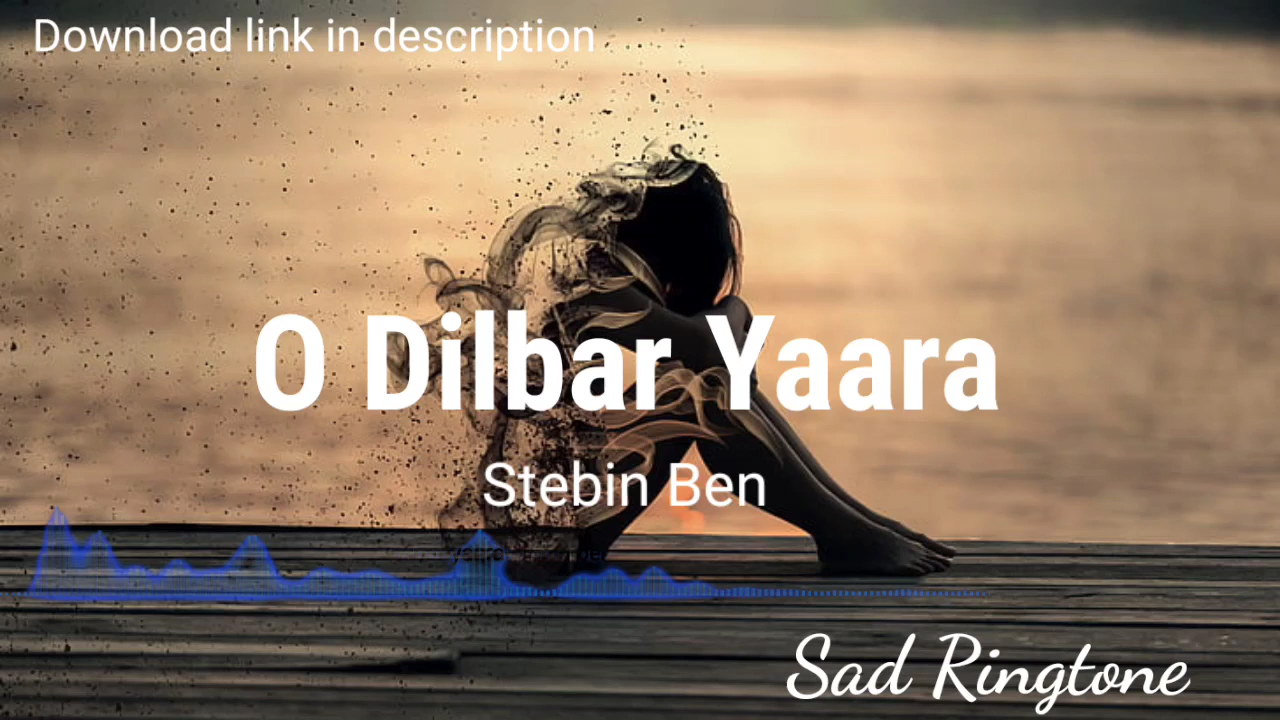 Download link in description
O Dilbar Yaara
Stebin Ben
Sad Ringtone